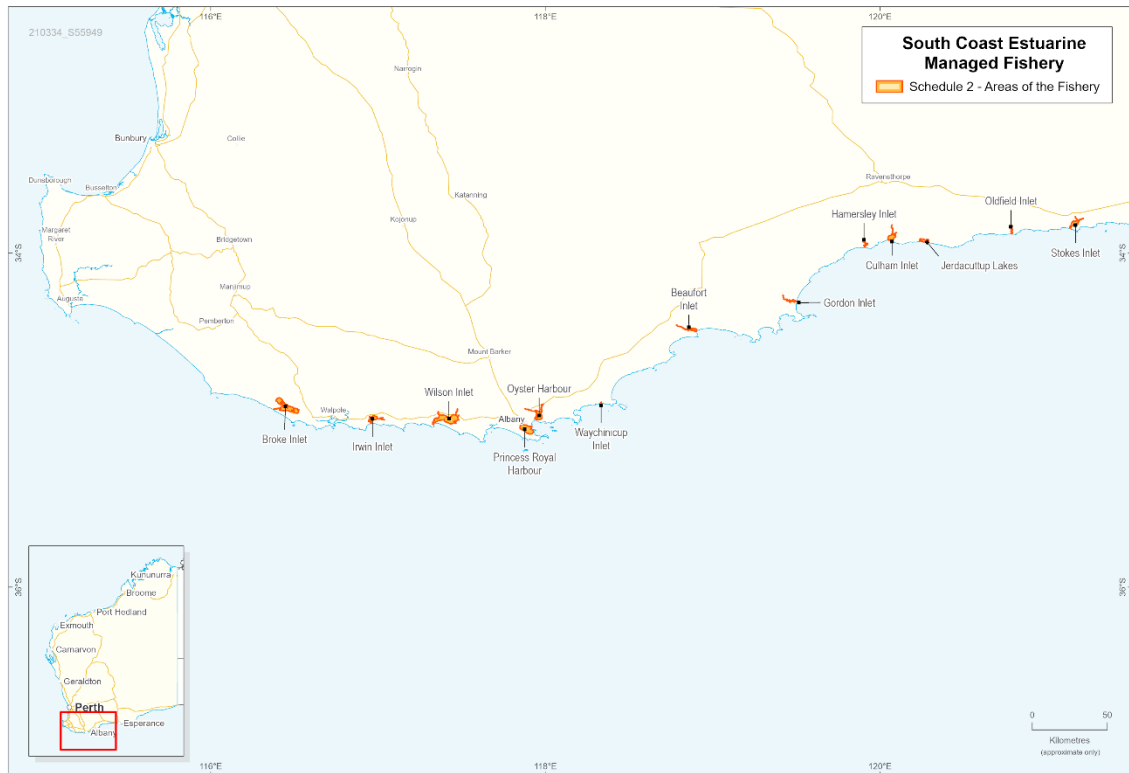 116°E
118°E
120°E
210334_S55949
South Coast Estuarine
Managed Fishery
Schedule 2 - Areas of the Fishery
Narrogin
Bunbury
Collie
Dunsborough
Busselton
Katanning
Ravensthorpe
Kojonup
Margaret
River
Bridgetown
Hamersley Inlet
Oldfield Inlet
34°S
34°S
Stokes Inlet
Culham Inlet
Jerdacuttup Lakes
Manjimup
Augusta
Beaufort
Inlet
Gordon Inlet
Pemberton
Mount Barker
Wilson Inlet
Oyster Harbour
Walpole
Albany
Broke Inlet
Irwin Inlet
Waychinicup
Inlet
Princess Royal
Harbour
Kununurra
Broome
Port Hedland
Exmouth
Carnarvon
Geraldton
Perth
Esperance
Albany
36°S
36°S
0
50
Kilometres
(approximate only)
116°E
118°E
120°E